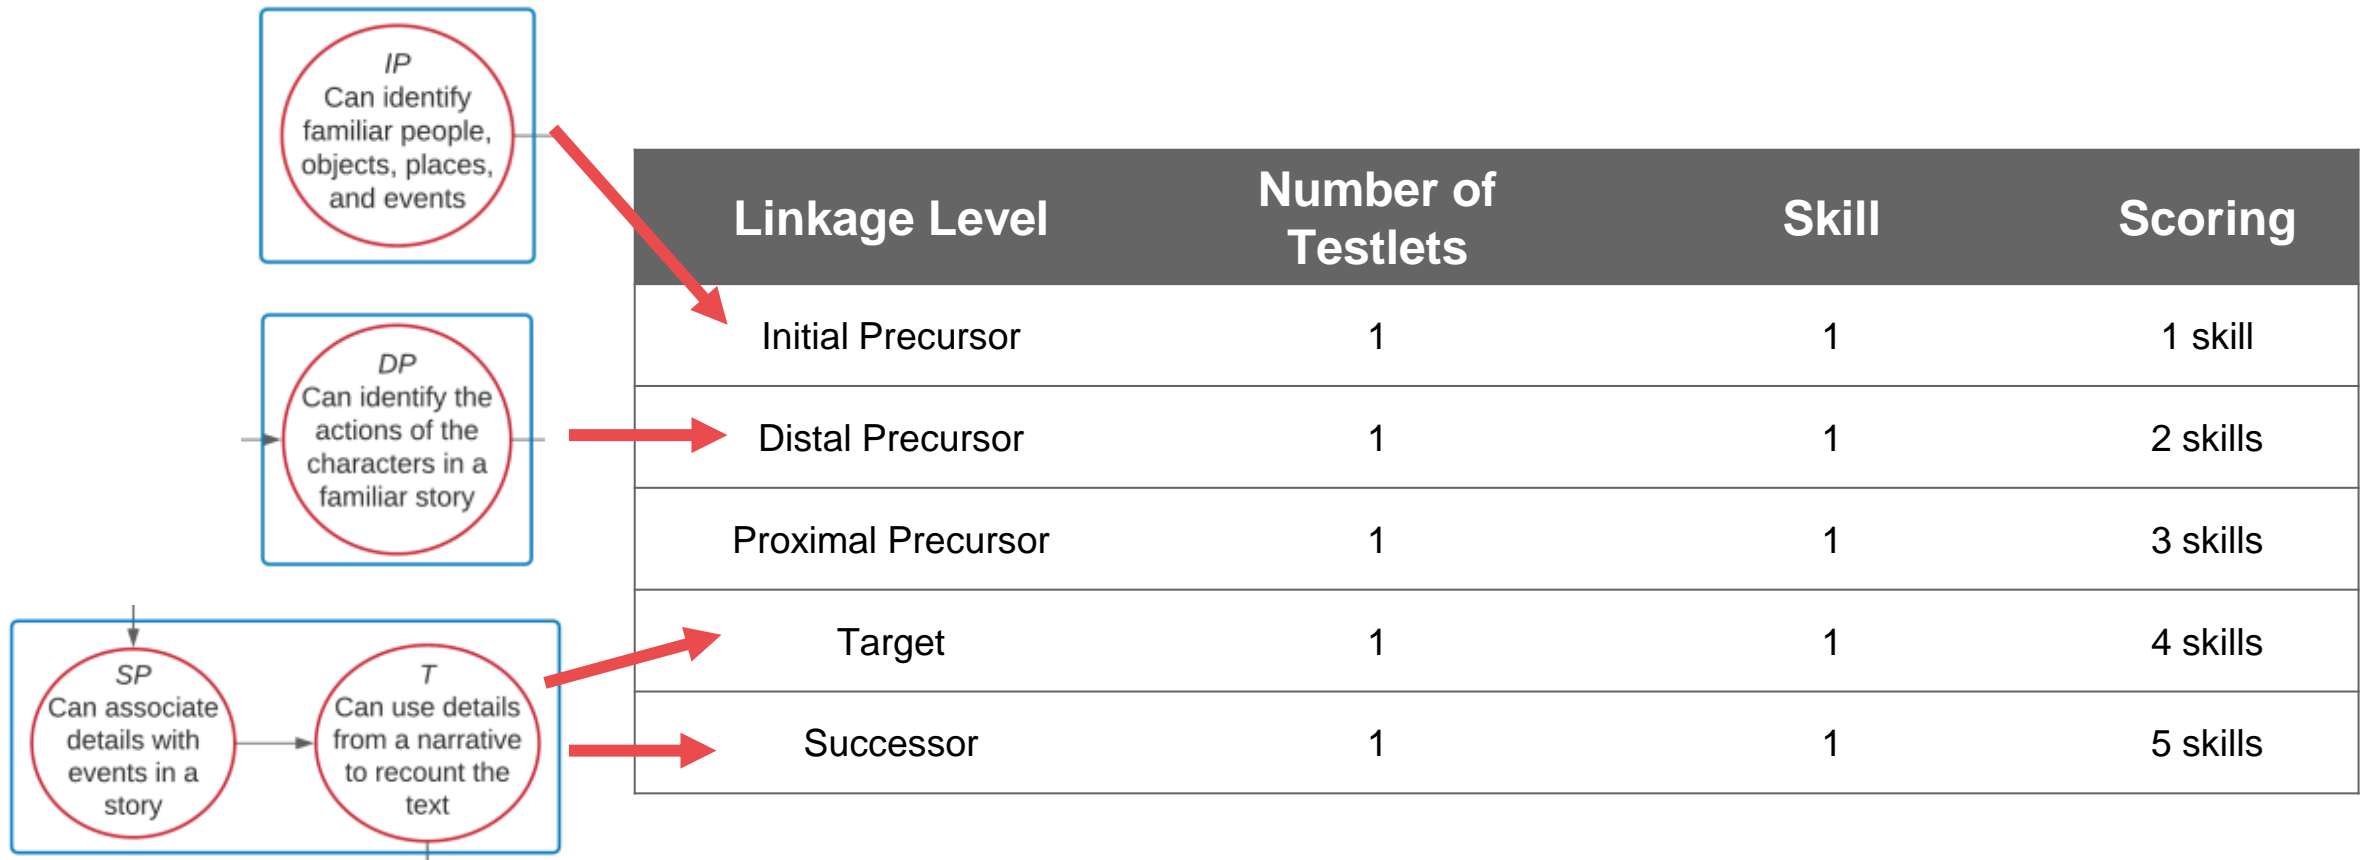 IP
Can identify
familiar people,
objects, places,
and events
DP
Can identify the
actions of the
characters in a
familiar story
SP
Can associate
details with
events in a
story
T
Can use details
from a narrative
to recount the
text
Linkage Level
Number of
Testlets
Skill
Scoring
Initial Precursor 1 1 1 skill
Distal Precursor 1 1 2 skills
Proximal Precursor 1 1 3 skills
Target 1 1 4 skills
Successor 1 1 5 skills